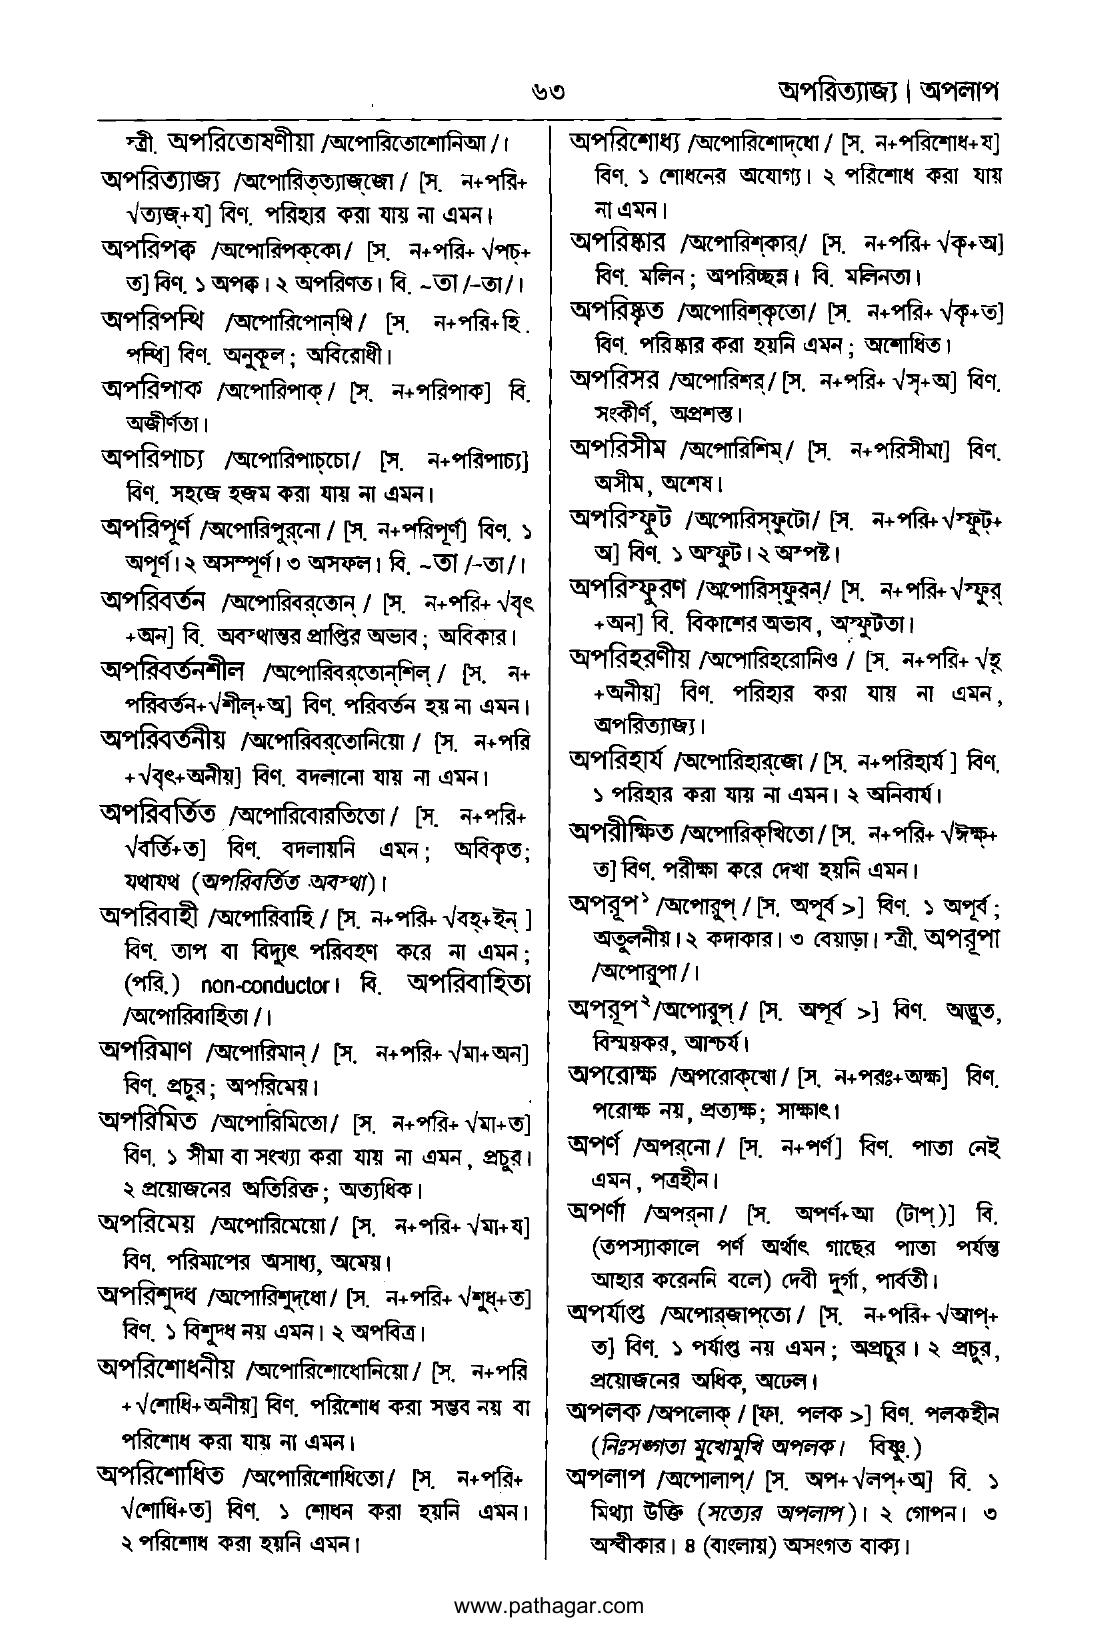 ৬৩
অপরিত্যাজ্য | অপলাপ
স্ত্রী. অপরিতোষণীয়া /অপোরিতোশোনিআ /।
অপরিত্যাজ্য /অপোরিত্‌ত্যাজ্‌জো / [স. ন+পরি+
√ত্যজ্‌+য] বিণ. পরিহার করা যায় না এমন।
অপরিপক্ব /অপোরিপক্‌কো / [স. ন+পরি+ √পচ্‌+
ত] বিণ. ১ অপক্ব। ২ অপরিণত। বি. ~তা /–তা /।
অপরিপন্থি /অপোরিপোন্‌থি / [স. ন+পরি+হি.
পন্থি] বিণ. অনুকূল ; অবিরোধী।
অপরিপাক /অপোরিপাক্‌ / [স. ন+পরিপাক] বি.
অজীর্ণতা।
অপরিপাচ্য /অপোরিপাচ্‌চো / [স. ন+পরিপাচ্য]
বিণ. সহজে হজম করা যায় না এমন।
অপরিপূর্ণ /অপোরিপুর্‌নো / [স. ন+পরিপূর্ণ] বিণ. ১
অপূর্ণ। ২ অসম্পূর্ণ। ৩ অসফল। বি. ~তা /–তা /।
অপরিবর্তন /অপোরিবর্‌তোন্‌ / [স. ন+পরি+ √বৃৎ
+অন] বি. অবস্থান্তর প্রাপ্তির অভাব ; অবিকার।
অপরিবর্তনশীল /অপোরিবর্‌তোন্‌শিল্‌ / [স. ন+
পরিবর্তন+√শীল্‌+অ] বিণ. পরিবর্তন হয় না এমন।
অপরিবর্তনীয় /অপোরিবর্‌তোনিয়ো / [স. ন+পরি
+√বৃৎ+অনীয়] বিণ. বদলানো যায় না এমন।
অপরিবর্তিত /অপোরিবোরতিতো / [স. ন+পরি+
√বর্তি+ত] বিণ. বদলায়নি এমন ; অবিকৃত;
যথাযথ (অপরিবর্তিত অবস্থা)।
অপরিবাহী /অপোরিবাহি / [স. ন+পরি+ √বহ্‌+ইন্‌ ]
বিণ. তাপ বা বিদ্যুৎ পরিবহণ করে না এমন ;
(পরি.) non-conductor। বি. অপরিবাহিতা
/অপোরিবাহিতা /।
অপরিমাণ /অপোরিমান্‌ / [স. ন+পরি+ √মা+অন]
বিণ. প্রচুর; অপরিমেয়।
অপরিমিত /অপোরিমিতো / [স. ন+পরি+ √মা+ত]
বিণ. ১ সীমা বা সংখ্যা করা যায় না এমন , প্রচুর।
২ প্রয়োজনের অতিরিক্ত ; অত্যধিক।
অপরিমেয় /অপোরিমেয়ো / [স. ন+পরি+ √মা+য]
বিণ. পরিমাপের অসাধ্য, অমেয়।
অপরিশুদ্ধ /অপোরিশুদ্‌ধো / [স. ন+পরি+ √শুধ্‌+ত]
বিণ. ১ বিশুদ্ধ নয় এমন। ২ অপবিত্র।
অপরিশোধনীয় /অপোরিশোধোনিয়ো / [স. ন+পরি
+√শোধি+অনীয়] বিণ. পরিশোধ করা সম্ভব নয় বা
পরিশোধ করা যায় না এমন।
অপরিশোধিত /অপোরিশোধিতো / [স. ন+পরি+
√শোধি+ত] বিণ. ১ শোধন করা হয়নি এমন।
২ পরিশোধ করা হয়নি এমন।
অপরিশোধ্য /অপোরিশোদ্‌ধো / [স. ন+পরিশোধ+য]
বিণ. ১ শোধনের অযোগ্য। ২ পরিশোধ করা যায়
না এমন।
অপরিষ্কার /অপোরিশ্‌কার্‌/ [স. ন+পরি+ √কৃ+অ]
বিণ. মলিন ; অপরিচ্ছন্ন। বি. মলিনতা।
অপরিষ্কৃত /অপোরিশ্‌কৃতো/ [স. ন+পরি+ √কৃ+ত]
বিণ. পরিষ্কার করা হয়নি এমন ; অশোধিত।
অপরিসর /অপোরিশর্‌ / [স. ন+পরি+ √সৃ+অ] বিণ.
সংকীর্ণ, অপ্রশস্ত।
অপরিসীম /অপোরিশিম্‌ / [স. ন+পরিসীমা] বিণ.
অসীম, অশেষ।
অপরিস্ফুট /অপোরিস্‌ফুটো/ [স. ন+পরি+ √স্ফুট্‌+
অ] বিণ. ১ অস্ফুট। ২ অস্পষ্ট।
অপরিস্ফুরণ /অপোরিস্‌ফুরন্‌/ [স. ন+পরি+√স্ফুর্‌
+অন] বি. বিকাশের অভাব , অস্ফুটতা।
অপরিহরণীয় /অপোরিহরোনিও / [স. ন+পরি+ √হৃ
+অনীয়] বিণ. পরিহার করা যায় না এমন,
অপরিত্যাজ্য।
অপরিহার্য /অপোরিহার্‌জো / [স. ন+পরিহার্য ] বিণ.
১ পরিহার করা যায় না এমন। ২ অনিবার্য।
অপরীক্ষিত /অপোরিক্‌খিতো / [স. ন+পরি+ √ঈক্ষ্‌+
ত] বিণ. পরীক্ষা করে দেখা হয়নি এমন।
অপরূপ১ /অপোরুপ্‌ / [স. অপূর্ব >] বিণ. ১ অপূর্ব ;
অতুলনীয়। ২ কদাকার। ৩ বেয়াড়া। স্ত্রী. অপরূপা
/অপোরুপা /।
অপরূপ২ /অপোরুপ্‌ / [স. অপূর্ব >] বিণ. অদ্ভুত,
বিস্ময়কর, আশ্চর্য।
অপরোক্ষ /অপরোক্‌খো / [স. ন+পরঃ+অক্ষ] বিণ.
পরোক্ষ নয় , প্রত্যক্ষ ; সাক্ষাৎ।
অপর্ণ /অপর্‌নো / [স. ন+পর্ণ] বিণ. পাতা নেই
এমন , পত্রহীন।
অপর্ণা /অপর্‌না / [স. অপর্ণ+আ (টাপ্‌)] বি.
(তপস্যাকালে পর্ণ অর্থাৎ গাছের পাতা পর্যন্ত
আহার করেননি বলে) দেবী দুর্গা, পার্বতী।
অপর্যাপ্ত /অপোর্‌জাপ্‌তো / [স. ন+পরি+ √আপ্‌+
ত] বিণ. ১ পর্যাপ্ত নয় এমন ; অপ্রচুর। ২ প্রচুর,
প্রয়োজনের অধিক, অঢেল।
অপলক /অপলোক্‌ / [ফা. পলক >] বিণ. পলকহীন
(নিঃসঙ্গতা মুখোমুখি অপলক। বিষ্ণু.)
অপলাপ /অপোলাপ্‌/ [স. অপ+√লপ্‌+অ] বি. ১
মিথ্যা উক্তি (সত্যের অপলাপ)। ২ গোপন। ৩
অস্বীকার। ৪ (বাংলায়) অসংগত বাক্য।
www.pathagar.com